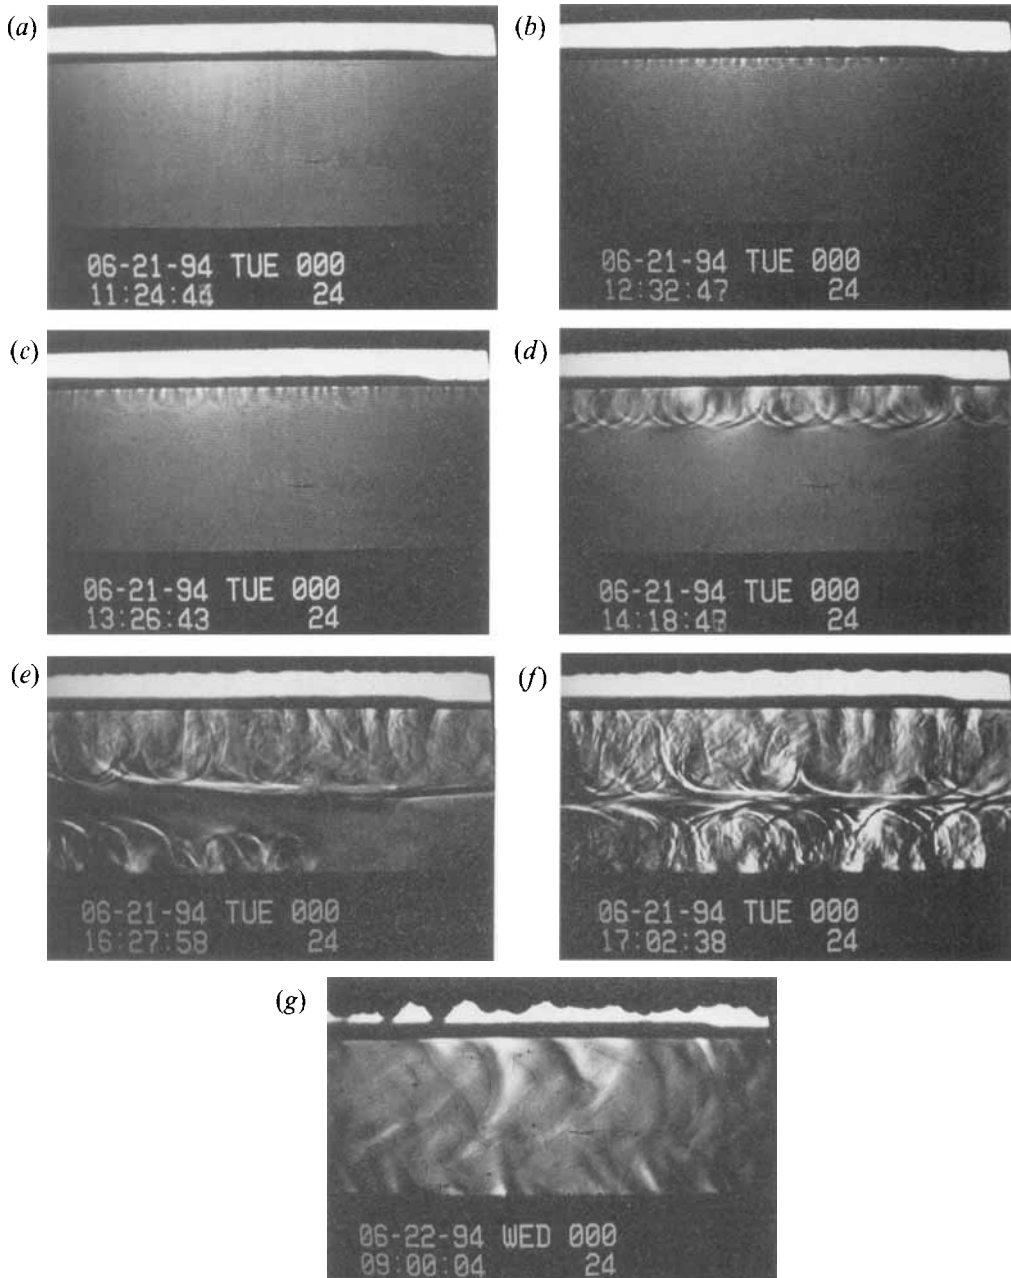 (a)
06-21-94 TUE 000
11:24:44 24
(b)
06-21-94 TUE 000
12:32:47 24
(c)
06-21-94 TUE 000
13:26:43 24
(d)
06-21-94 TUE 000
14:18:48 24
(e)
06-21-94 TUE 000
16:27:58 24
(f)
06-21-94 TUE 000
17:02:38 24
(g)
06-22-94 WED 000
09:00:04 24